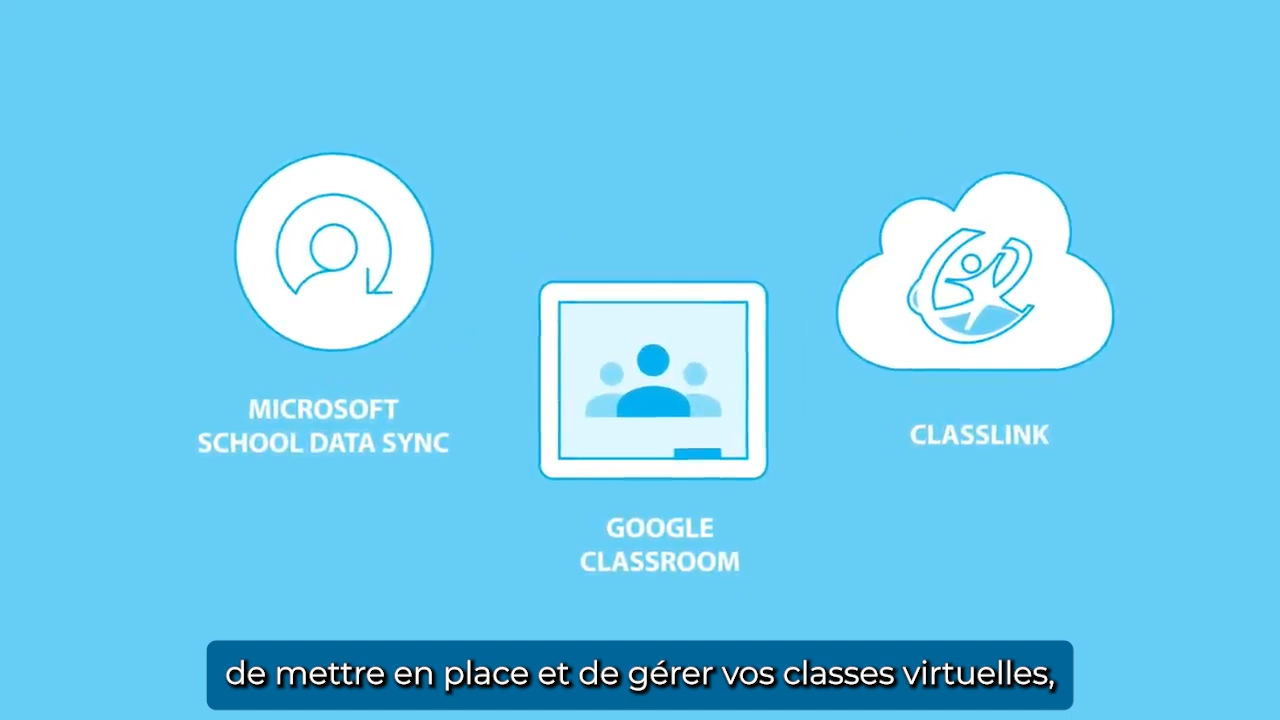 MICROSOFT
SCHOOL DATA SYNC
GOOGLE
CLASSROOM
CLASSLINK
de mettre en place et de gérer vos classes virtuelles,